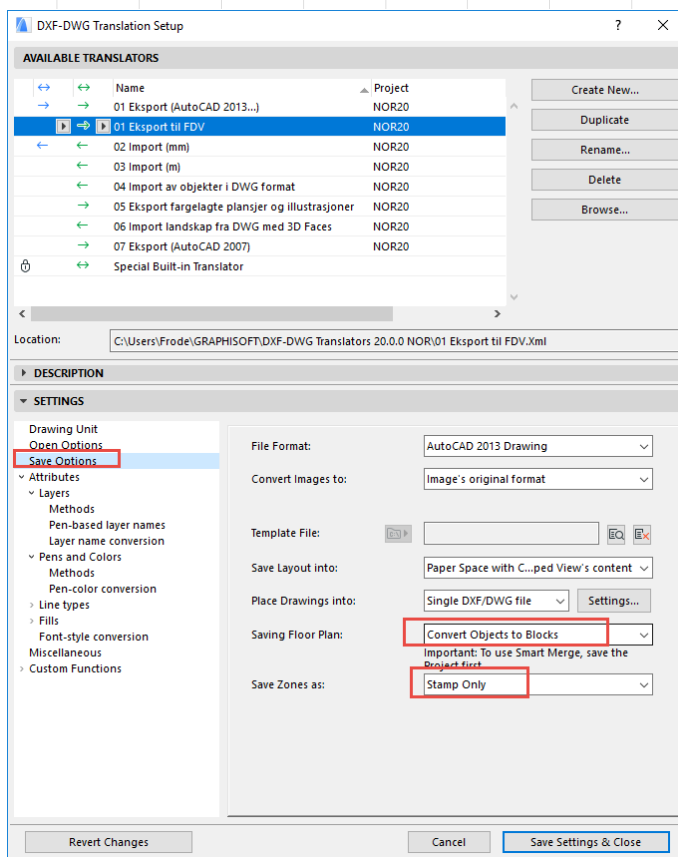 DXF-DWG Translation Setup
?
AVAILABLE TRANSLATORS
Name Project
01 Eksport (AutoCAD 2013...) NOR20
01 Eksport til FDV NOR20
02 Import (mm) NOR20
03 Import (m) NOR20
04 Import av objekter i DWG format NOR20
05 Eksport fargelagte plansjer og illustrasjoner NOR20
06 Import landskap fra DWG med 3D Faces NOR20
07 Eksport (AutoCAD 2007) NOR20
Special Built-in Translator
Create New...
Duplicate
Rename...
Delete
Browse...
Location: C:\Users\Frode\GRAPHISOFT\DXF-DWG Translators 20.0.0 NOR\01 Eksport til FDV.Xml
DESCRIPTION
SETTINGS
Drawing Unit
Open Options
Save Options
Attributes
Layers
Methods
Pen-based layer names
Layer name conversion
Pens and Colors
Methods
Pen-color conversion
Line types
Fills
Font-style conversion
Miscellaneous
Custom Functions
File Format: AutoCAD 2013 Drawing
Convert Images to: Image's original format
Template File:
Save Layout into: Paper Space with C...ped View's content
Place Drawings into: Single DXF/DWG file Settings...
Saving Floor Plan: Convert Objects to Blocks
Important: To use Smart Merge, save the
Project first
Save Zones as: Stamp Only
Revert Changes Cancel Save Settings & Close